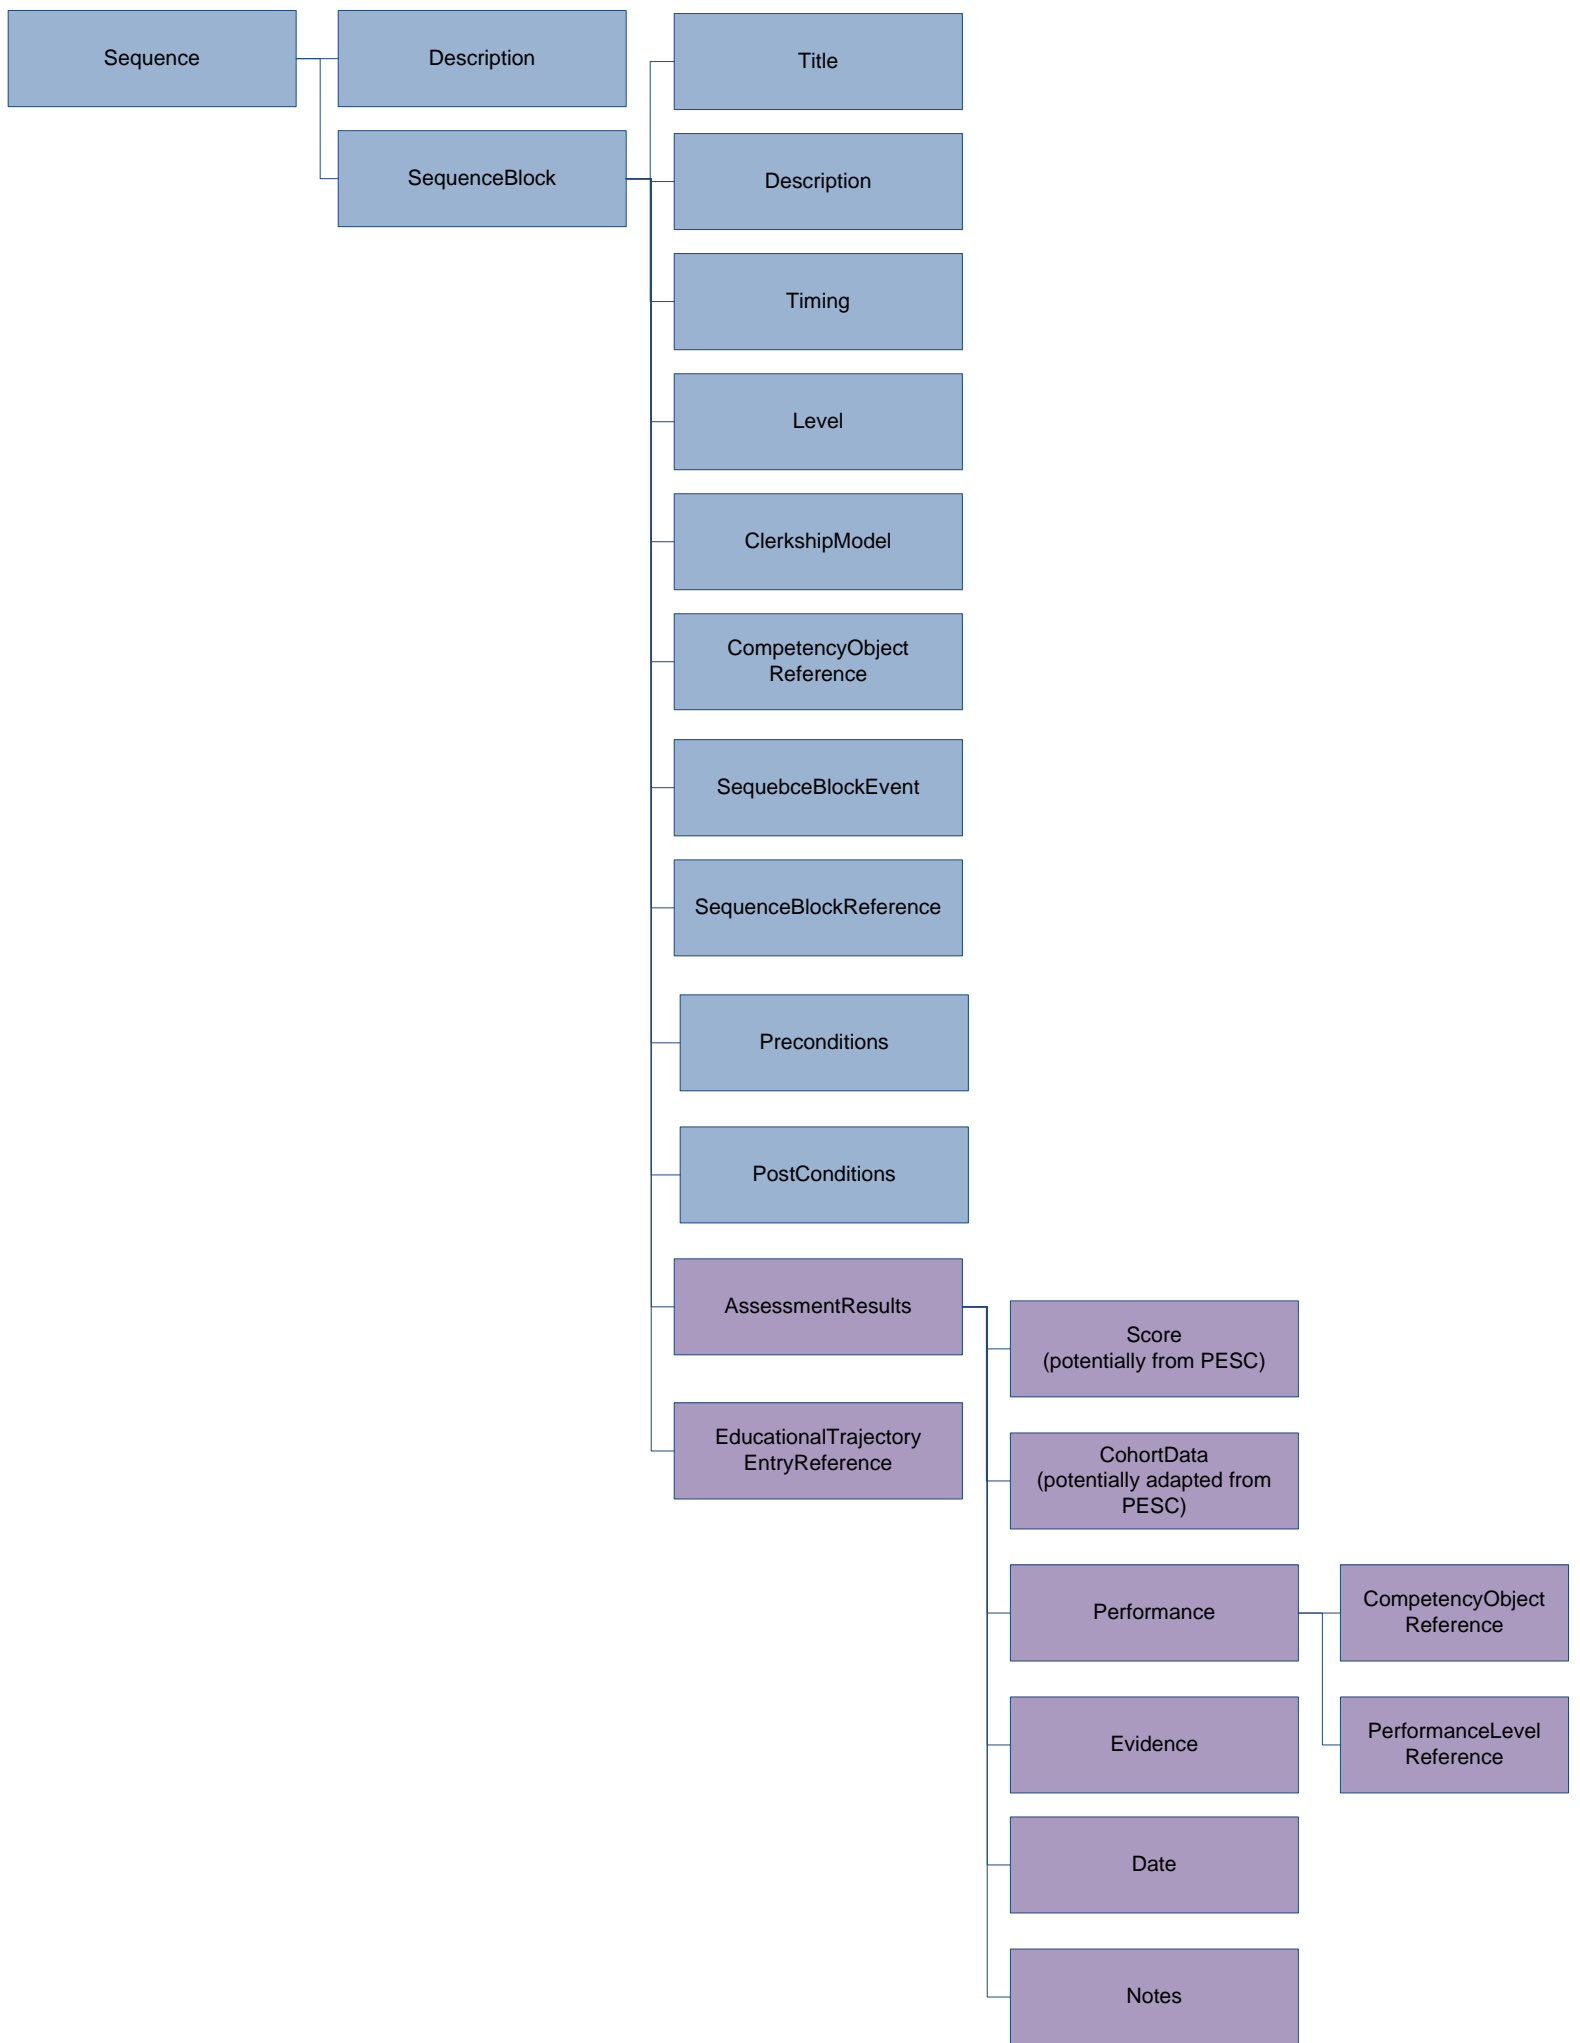 Sequence
Description
Title
SequenceBlock
Description
Timing
Level
ClerkshipModel
CompetencyObject
Reference
SequebceBlockEvent
SequenceBlockReference
Preconditions
PostConditions
AssessmentResults
Score
(potentially from PESC)
EducationalTrajectory
EntryReference
CohortData
(potentially adapted from
PESC)
Performance
CompetencyObject
Reference
Evidence
PerformanceLevel
Reference
Date
Notes